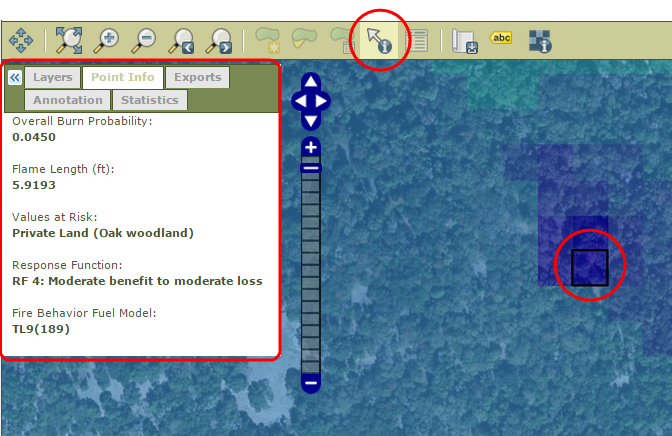 abc
Layers Point Info Exports
Annotation Statistics
Overall Burn Probability:
0.0450
Flame Length (ft):
5.9193
Values at Risk:
Private Land (Oak woodland)
Response Function:
RF 4: Moderate benefit to moderate loss
Fire Behavior Fuel Model:
TL9(189)